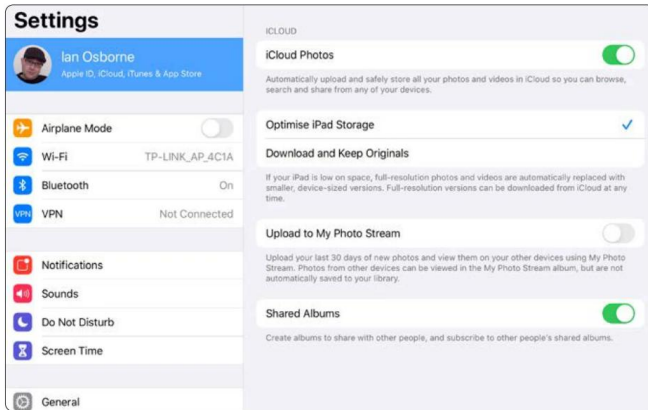 Settings
Ian Osborne
Apple ID, iCloud, iTunes & App Store
Airplane Mode
Wi-Fi TP-LINK_AP_4C1A
Bluetooth On
VPN VPN Not Connected
Notifications
Sounds
Do Not Disturb
Screen Time
General
ICLOUD
iCloud Photos
Automatically upload and safely store all your photos and videos in iCloud so you can browse,
search and share from any of your devices.
Optimise iPad Storage
Download and Keep Originals
If your iPad is low on space, full-resolution photos and videos are automatically replaced with
smaller, device-sized versions. Full-resolution versions can be downloaded from iCloud at any
time.
Upload to My Photo Stream
Upload your last 30 days of new photos and view them on your other devices using My Photo
Stream. Photos from other devices can be viewed in the My Photo Stream album, but are not
automatically saved to your library.
Shared Albums
Create albums to share with other people, and subscribe to other people's shared albums.